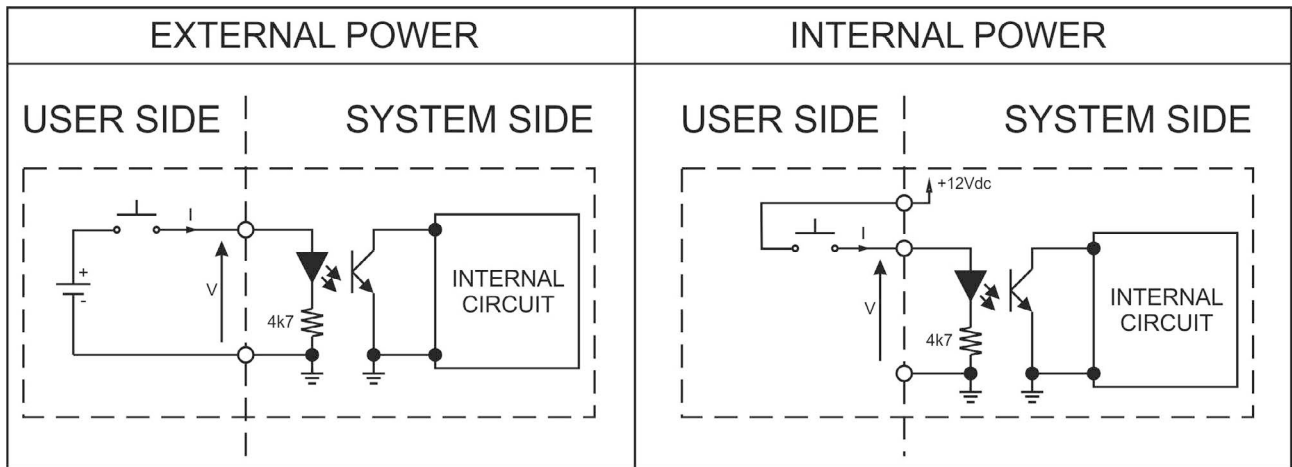 EXTERNAL POWER
INTERNAL POWER
USER SIDE
SYSTEM SIDE
I
+
-
V
4k7
INTERNAL
CIRCUIT
USER SIDE
SYSTEM SIDE
+12Vdc
I
V
4k7
INTERNAL
CIRCUIT